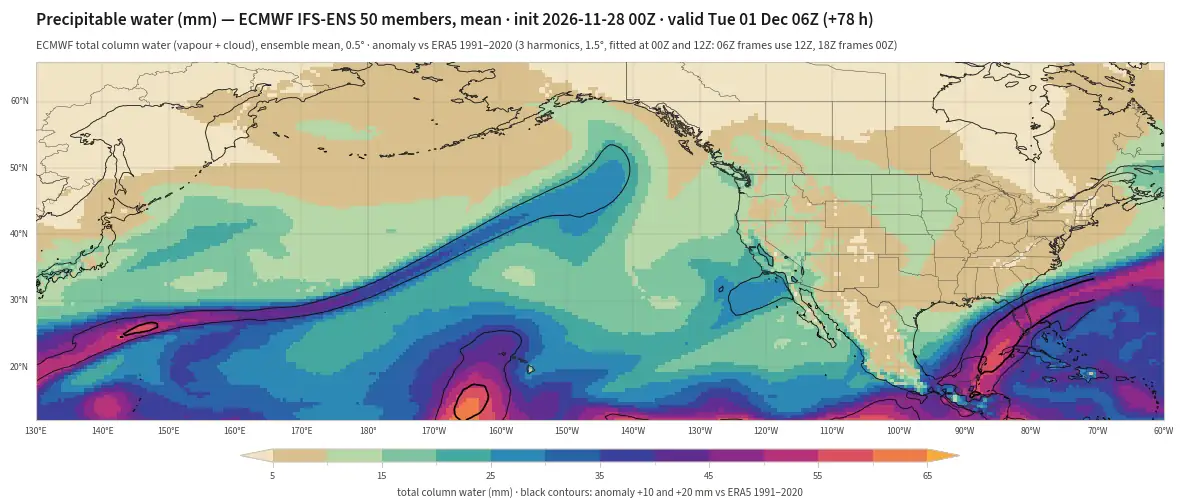 Precipitable water (mm) — ECMWF IFS-ENS 50 members, mean · init 2026-11-28 00Z · valid Tue 01 Dec 06Z (+78 h)
ECMWF total column water (vapour + cloud), ensemble mean, 0.5° · anomaly vs ERA5 1991–2020 (3 harmonics, 1.5°, fitted at 00Z and 12Z: 06Z frames use 12Z, 18Z frames 00Z)
60°N
50°N
40°N
30°N
20°N
130°E 140°E 150°E 160°E 170°E 180° 170°W 160°W 150°W 140°W 130°W 120°W 110°W 100°W 90°W 80°W 70°W 60°W
5 15 25 35 45 55 65
total column water (mm) · black contours: anomaly +10 and +20 mm vs ERA5 1991–2020